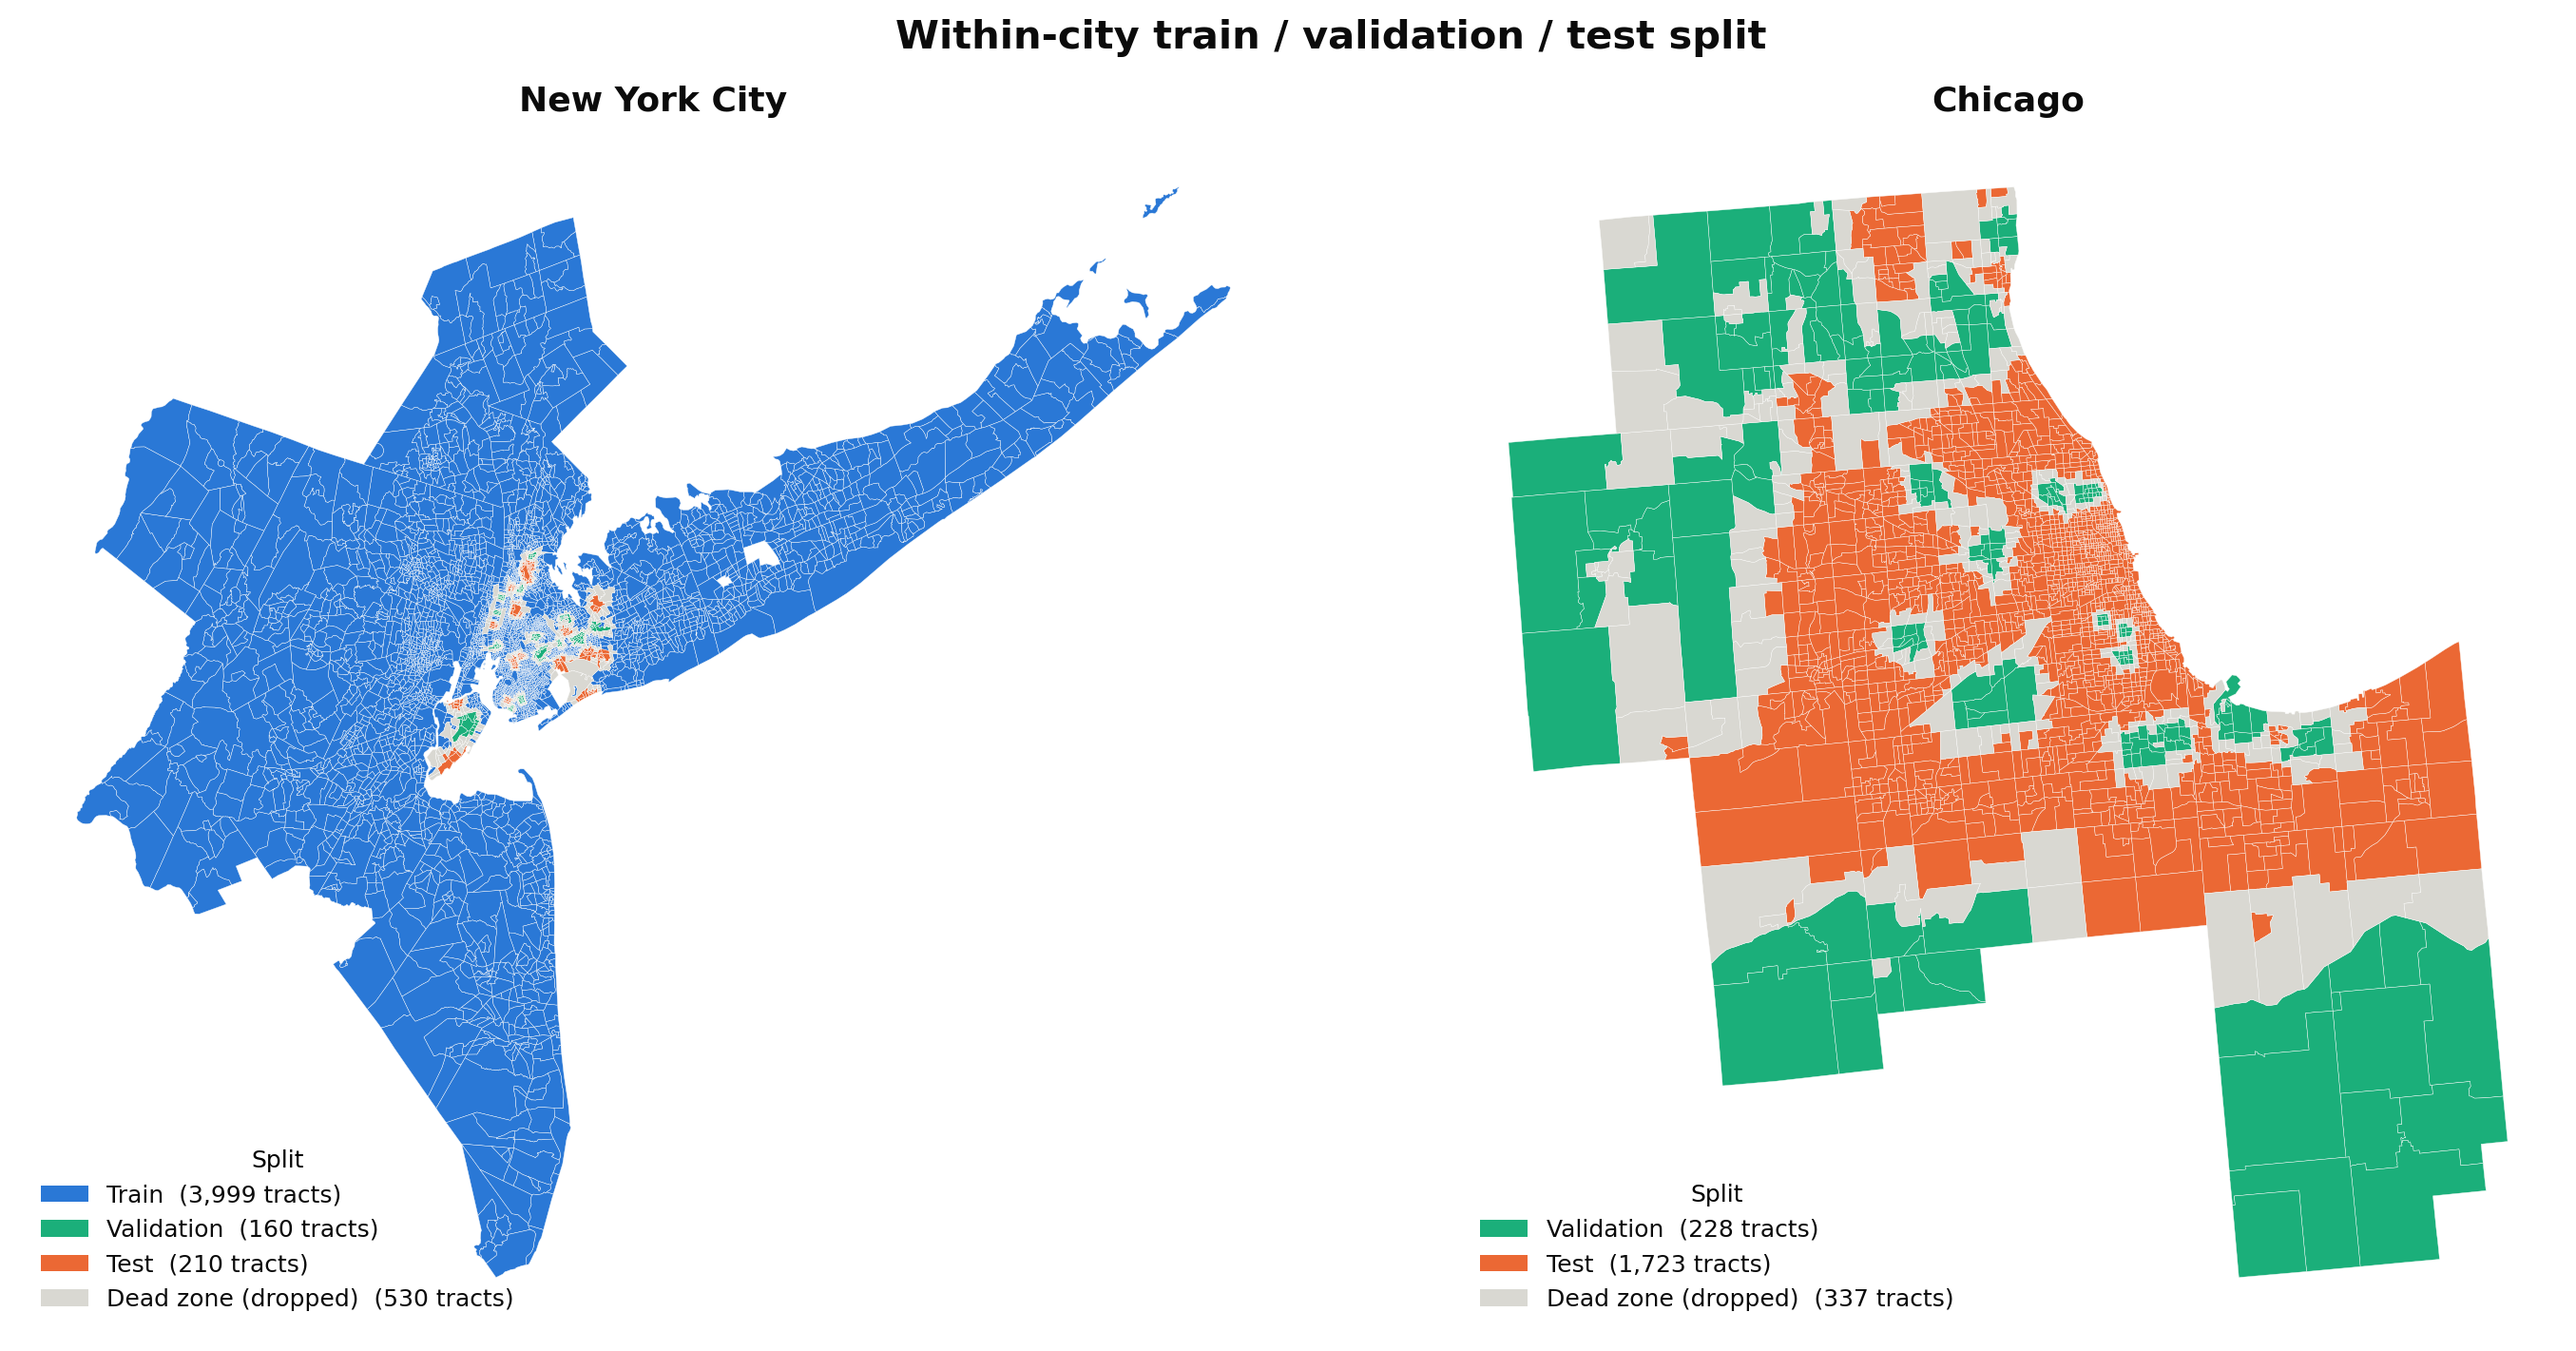 Within-city train / validation / test split
New York City
Split
Train (3,999 tracts)
Validation (160 tracts)
Test (210 tracts)
Dead zone (dropped) (530 tracts)
Chicago
Split
Validation (228 tracts)
Test (1,723 tracts)
Dead zone (dropped) (337 tracts)